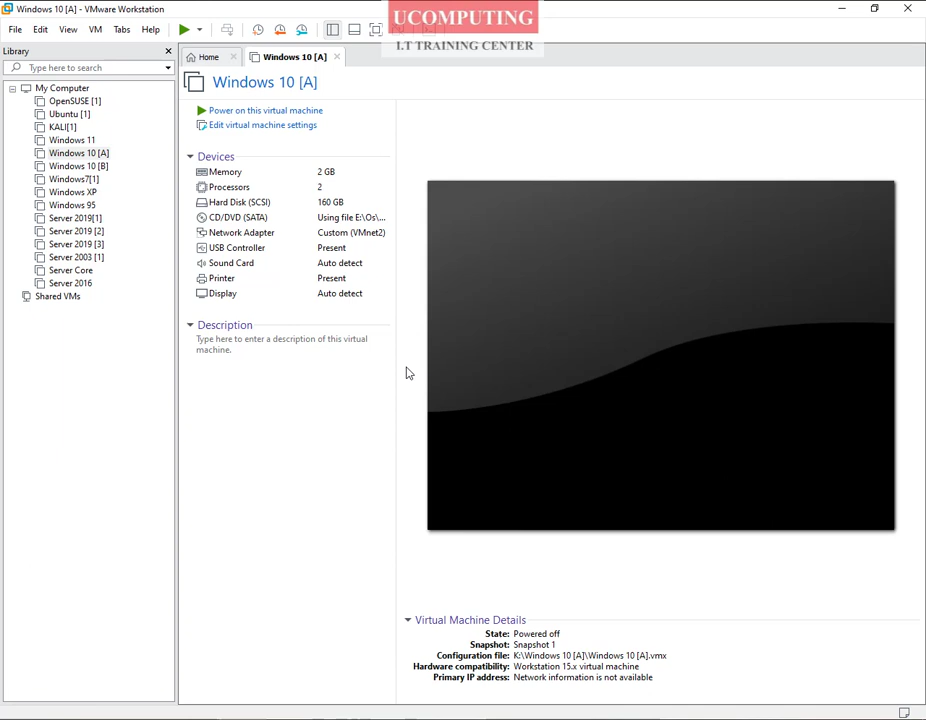 Windows 10 [A] - VMware Workstation
UCOMPUTING
I.T TRAINING CENTER
File Edit View VM Tabs Help
Library
Type here to search
My Computer
OpenSUSE [1]
Ubuntu [1]
KALI[1]
Windows 11
Windows 10 [A]
Windows 10 [B]
Windows7[1]
Windows XP
Windows 95
Server 2019[1]
Server 2019 [2]
Server 2019 [3]
Server 2003 [1]
Server Core
Server 2016
Shared VMs
Home
Windows 10 [A]
Windows 10 [A]
Power on this virtual machine
Edit virtual machine settings
Devices
Memory 2 GB
Processors 2
Hard Disk (SCSI) 160 GB
CD/DVD (SATA) Using file E:\Os\...
Network Adapter Custom (VMnet2)
USB Controller Present
Sound Card Auto detect
Printer Present
Display Auto detect
Description
Type here to enter a description of this virtual
machine.
Virtual Machine Details
State: Powered off
Snapshot: Snapshot 1
Configuration file: K:\Windows 10 [A]\Windows 10 [A].vmx
Hardware compatibility: Workstation 15.x virtual machine
Primary IP address: Network information is not available